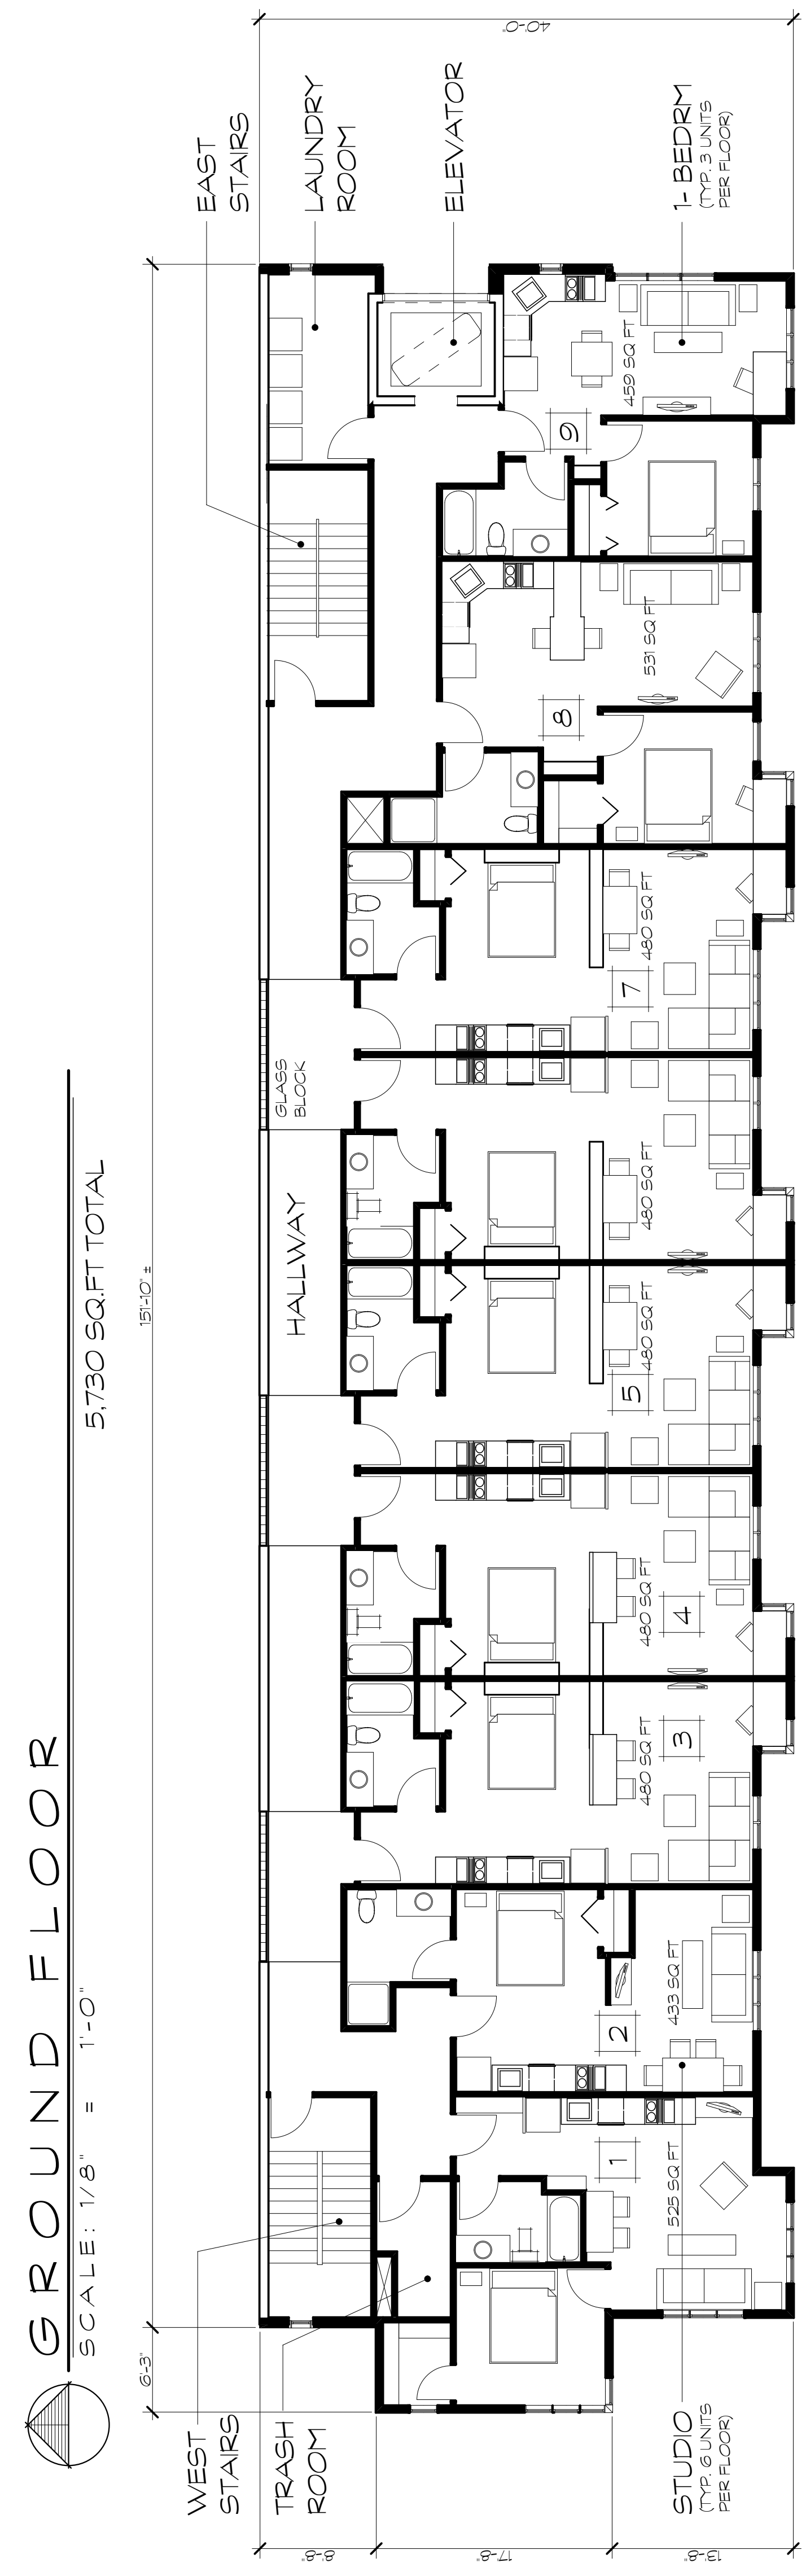 GROUND FLOOR
SCALE: 1/8" = 1'-0"
5,730 SQ.FT TOTAL
6'-3"
151'-10" ±
WEST
STAIRS
TRASH
ROOM
HALLWAY
GLASS
BLOCK
EAST
STAIRS
LAUNDRY
ROOM
ELEVATOR
1- BEDRM
(TYP. 3 UNITS
PER FLOOR)
STUDIO
(TYP. 6 UNITS
PER FLOOR)
1
525 SQ FT
2
433 SQ FT
3
480 SQ FT
4
480 SQ FT
5
480 SQ FT
480 SQ FT
7
480 SQ FT
8
531 SQ FT
9
459 SQ FT
8'-8"
17'-8"
13'-8"
40'-0"